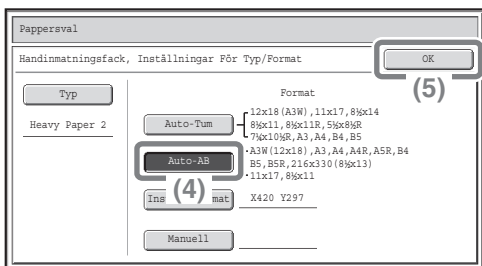 Pappersval
Handinmatningsfack, Inställningar För Typ/Format
OK
(5)
Typ
Heavy Paper 2
Format
Auto-Tum
12x18(A3W),11x17,8½x14
8½x11,8½x11R,5½x8½R
7¼x10½R,A3,A4,B4,B5
Auto-AB
(4)
·A3W(12x18),A3,A4,A4R,A5R,B4
B5,B5R,216x330(8½x13)
·11x17,8½x11
X420 Y297
Manuell